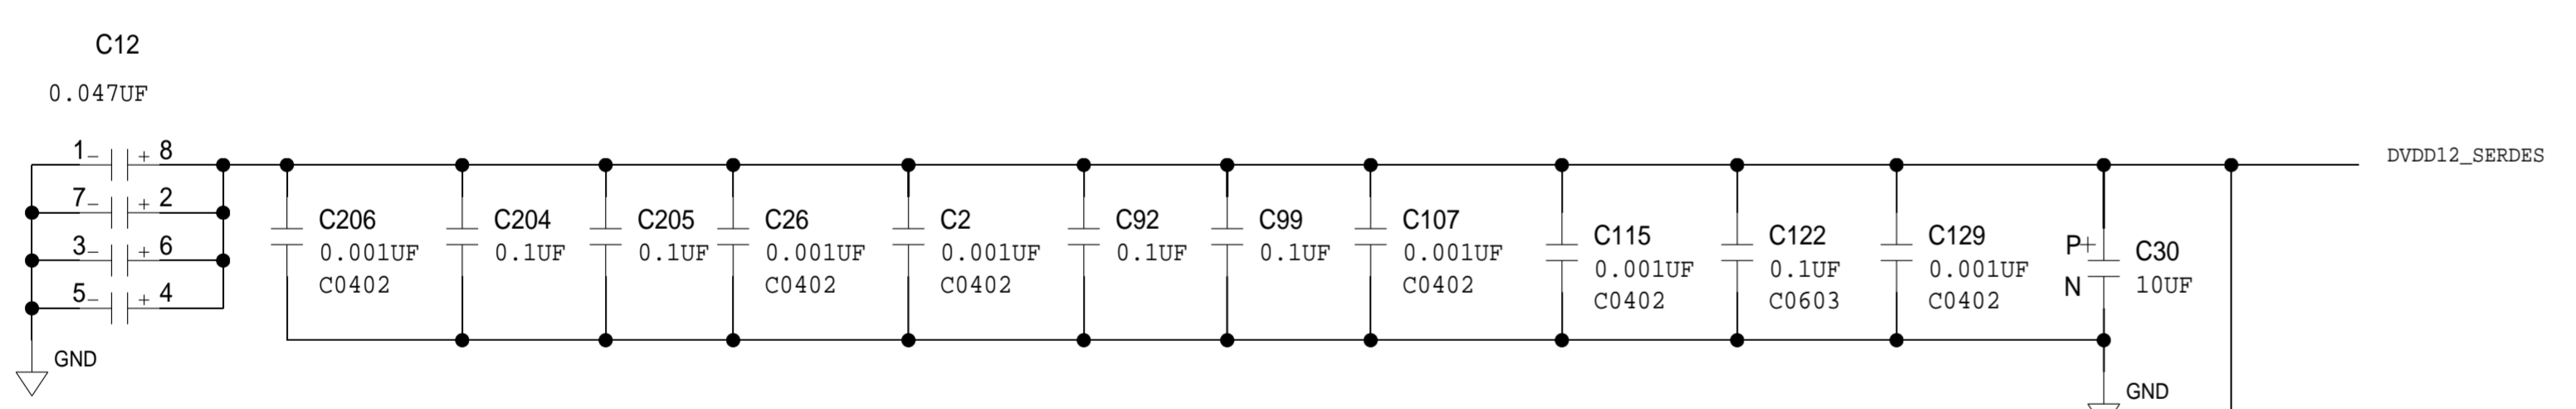 C12
0.047UF
1- + 8
7- + 2
3- + 6
5- + 4
GND
C206
0.001UF
C0402
C204
0.1UF
C205
0.1UF
C26
0.001UF
C0402
C2
0.001UF
C0402
C92
0.1UF
C99
0.1UF
C107
0.001UF
C0402
C115
0.001UF
C0402
C122
0.1UF
C0603
C129
0.001UF
C0402
P+
N
C30
10UF
GND
DVDD12_SERDES